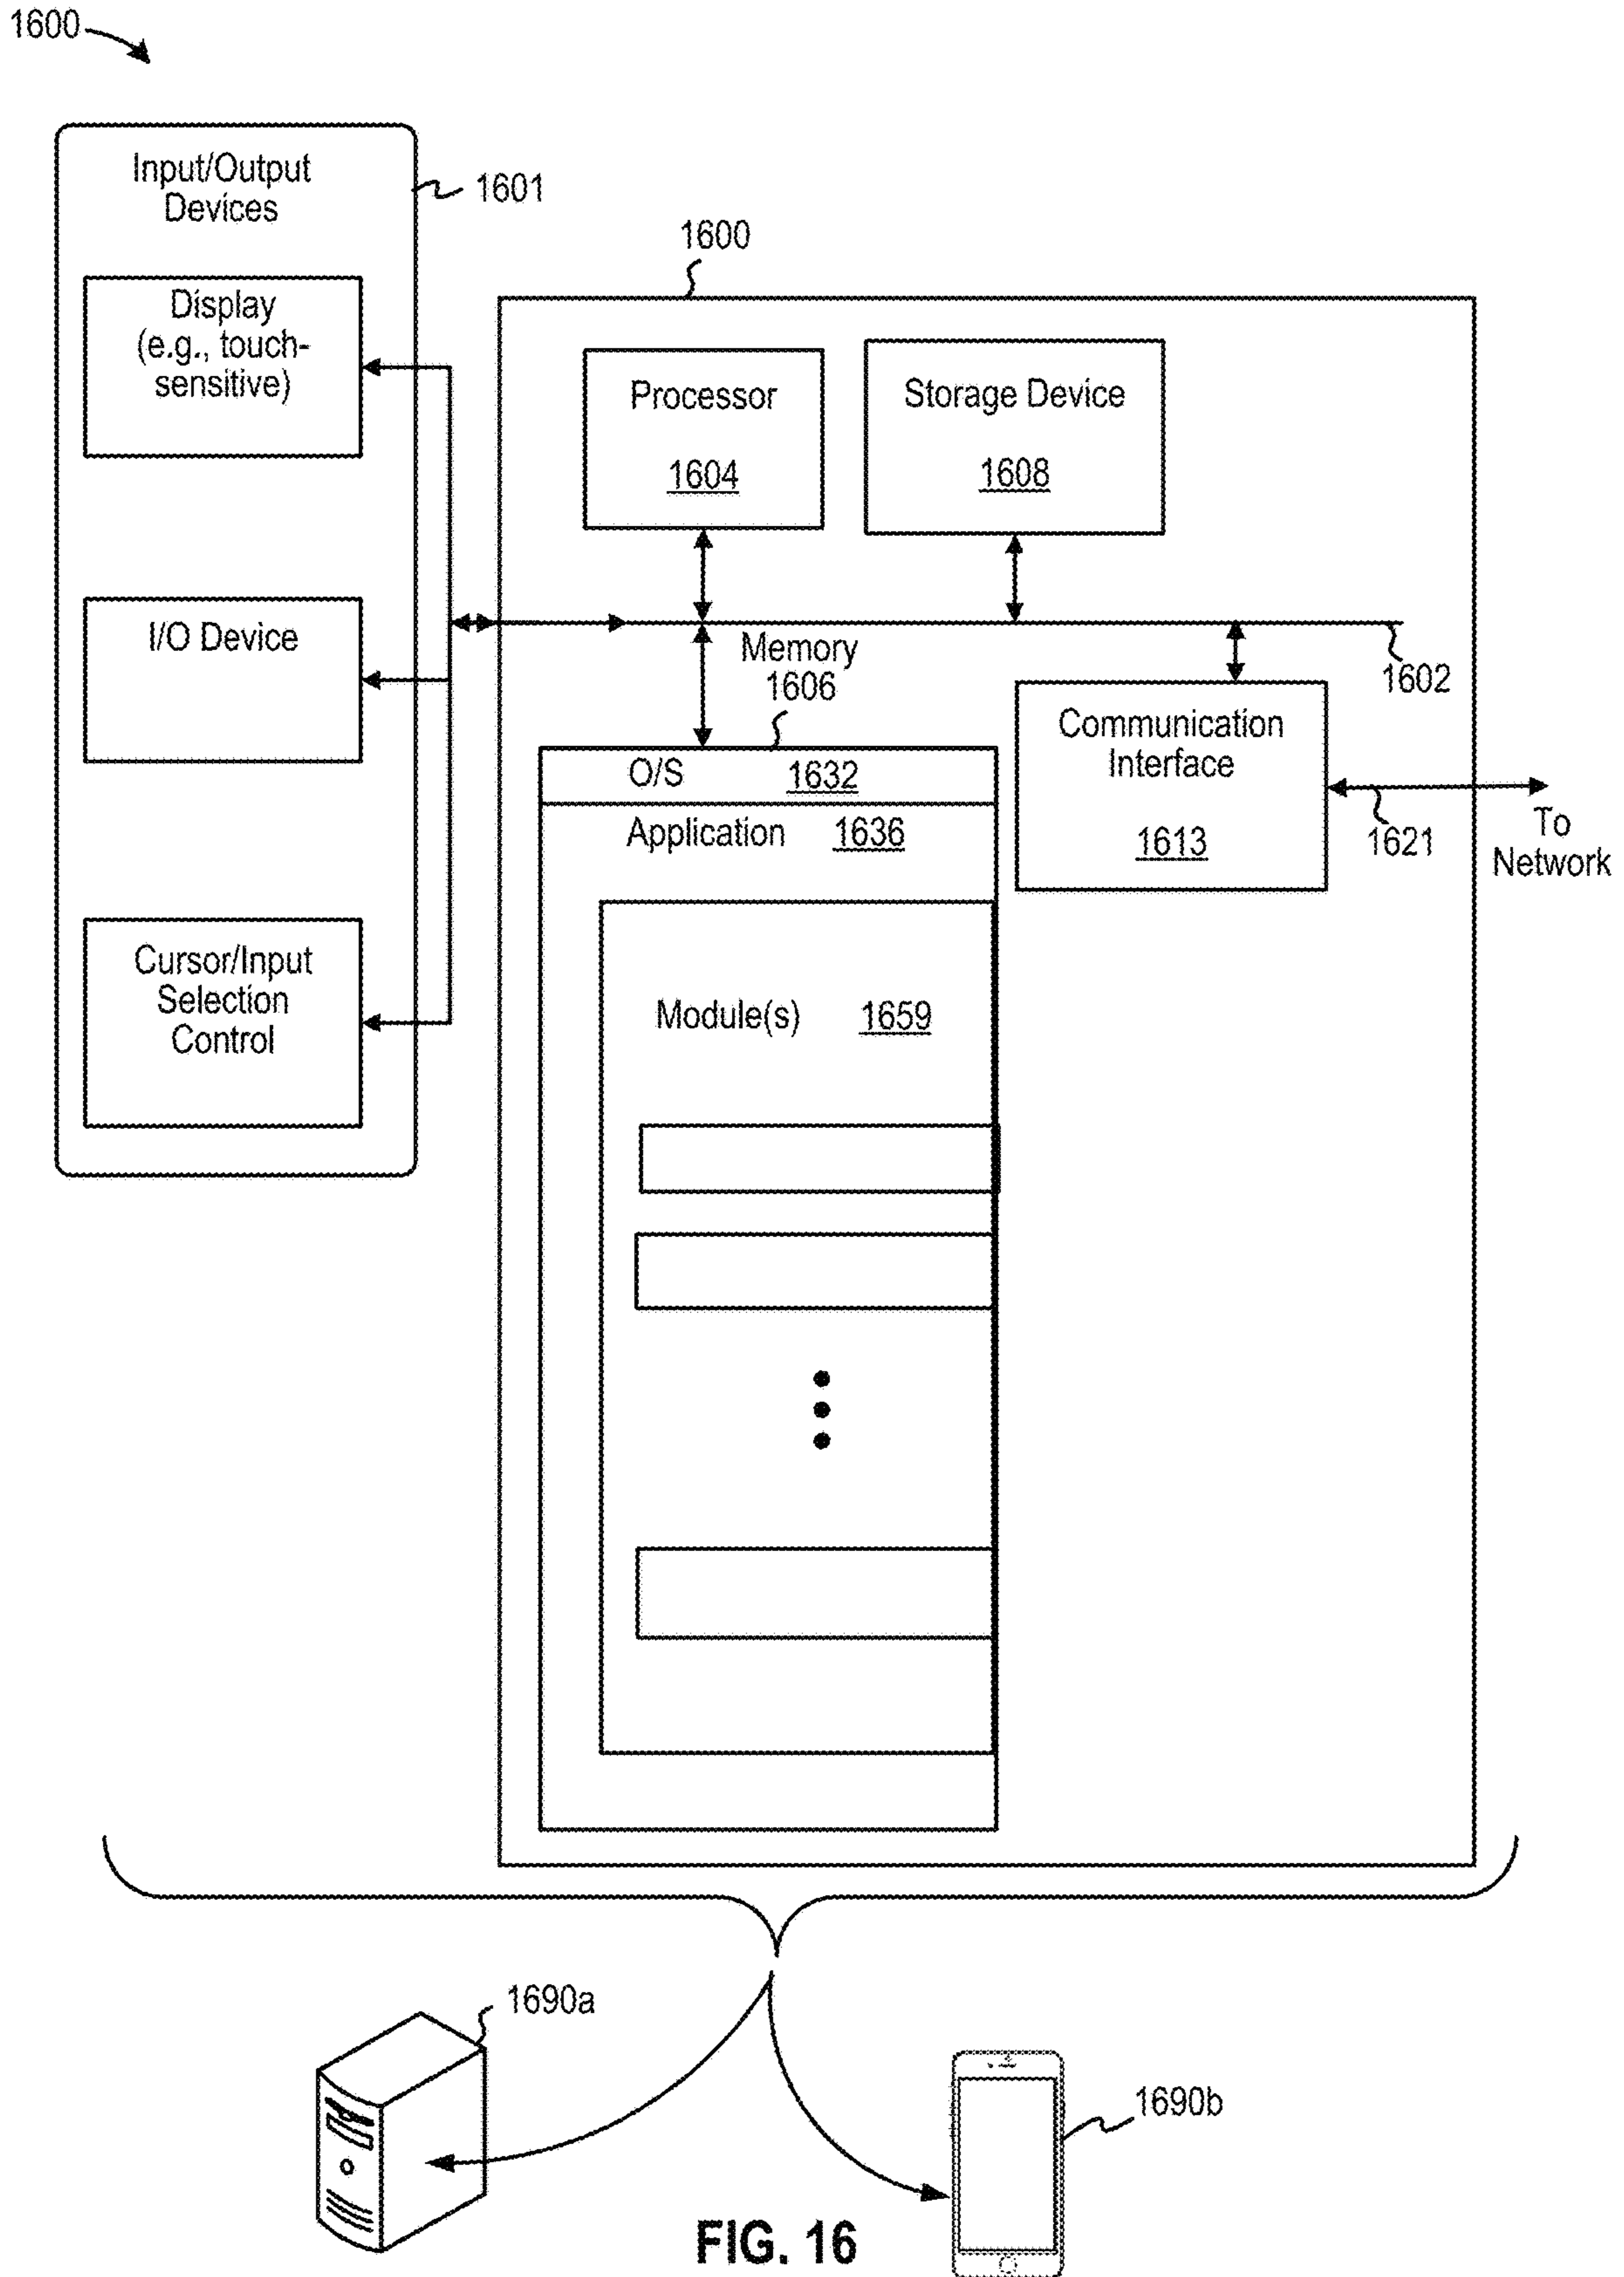 1600
Input/Output
Devices
1601
Display
(e.g., touch-
sensitive)
I/O Device
Cursor/Input
Selection
Control
1600
Processor
1604
Storage Device
1608
Memory
1606
1602
O/S 1632
Application 1636
Module(s) 1659
Communication
Interface
1613
1621
To
Network
1690a
1690b
FIG. 16